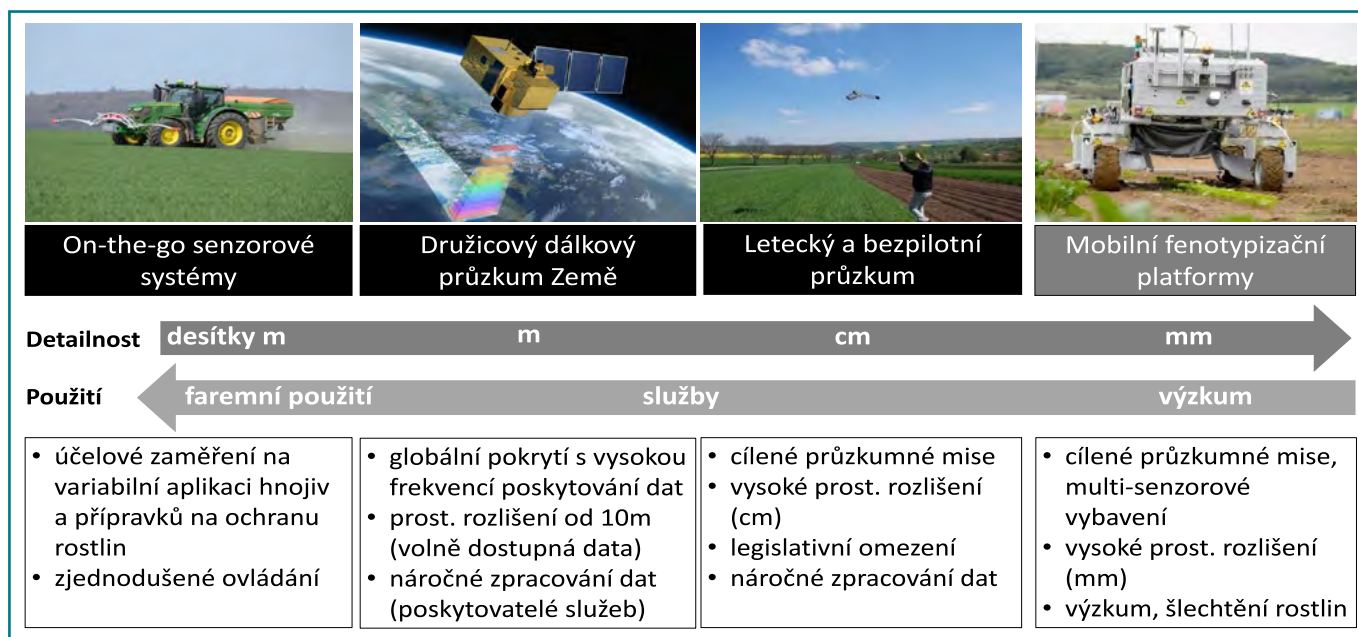 On-the-go senzorové
systémy
Družicový dálkový
průzkum Země
Letecký a bezpilotní
průzkum
Mobilní fenotypizační
platformy
Detailnost desítky m m cm mm
Použití faremní použití služby výzkum
• účelové zaměření na
variabilní aplikaci hnojiv
a přípravků na ochranu
rostlin
• zjednodušené ovládání
• globální pokrytí s vysokou
frekvencí poskytování dat
• prost. rozlišení od 10m
(volně dostupná data)
• náročné zpracování dat
(poskytovatelé služeb)
• cílené průzkumné mise
• vysoké prost. rozlišení
(cm)
• legislativní omezení
• náročné zpracování dat
• cílené průzkumné mise,
multi-senzorové
vybavení
• vysoké prost. rozlišení
(mm)
• výzkum, šlechtění rostlin